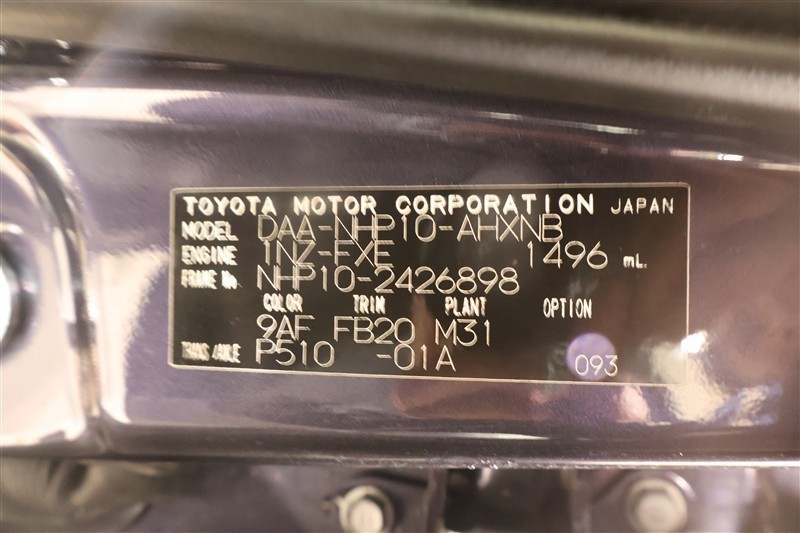 TOYOTA MOTOR CORPORATION JAPAN
MODEL DAA-NHP10-AHXNB
ENGINE 1NZ-FXE 1496 mL.
FRAME No. NHP10-2426898
COLOR TRIM PLANT OPTION
9AF FB20 M31
TRANS./AXLE P510 -01A 093